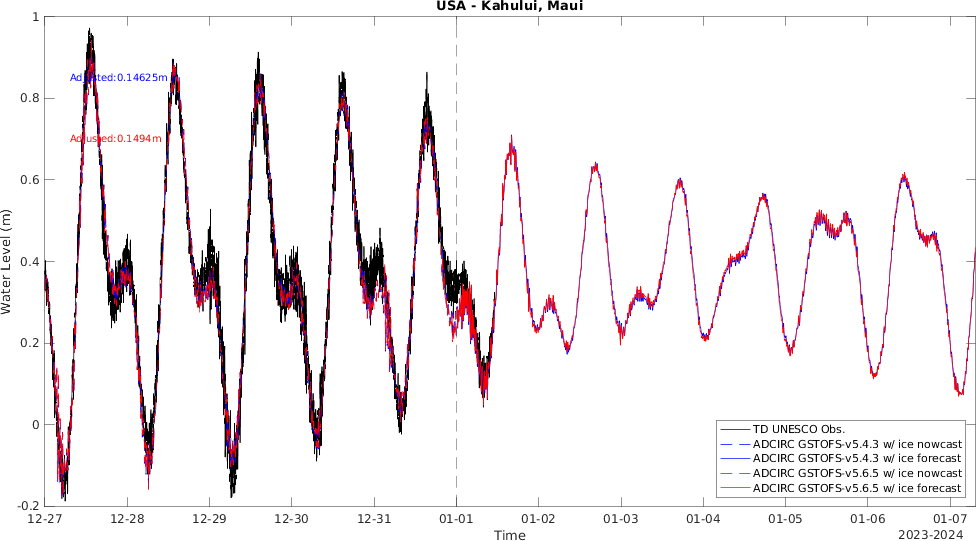 USA - Kahului, Maui
1
0.8
0.6
0.4
0.2
0
-0.2
Water Level (m)
Adjusted:0.14625m
Adjusted:0.1494m
TD UNESCO Obs.
ADCIRC GSTOFS-v5.4.3 w/ ice nowcast
ADCIRC GSTOFS-v5.4.3 w/ ice forecast
ADCIRC GSTOFS-v5.6.5 w/ ice nowcast
ADCIRC GSTOFS-v5.6.5 w/ ice forecast
12-27 12-28 12-29 12-30 12-31 01-01 01-02 01-03 01-04 01-05 01-06 01-07
Time
2023-2024